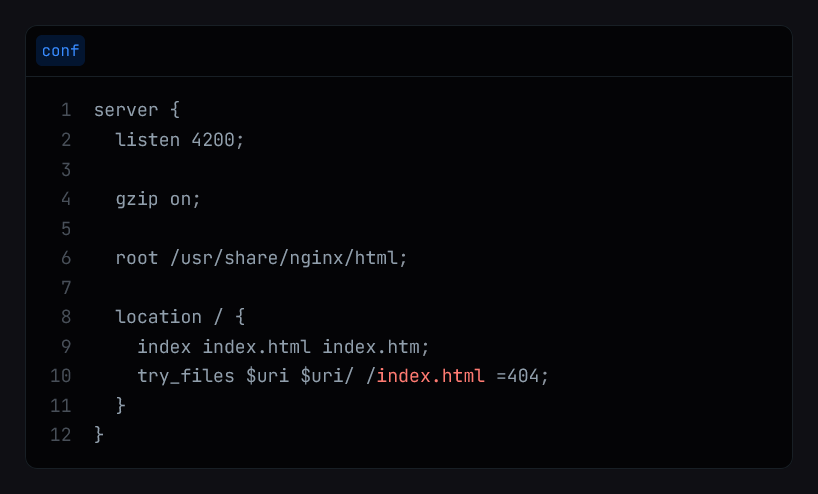 conf
1 server {
2 listen 4200;
3
4 gzip on;
5
6 root /usr/share/nginx/html;
7
8 location / {
9 index index.html index.htm;
10 try_files $uri $uri/ /index.html =404;
11 }
12 }